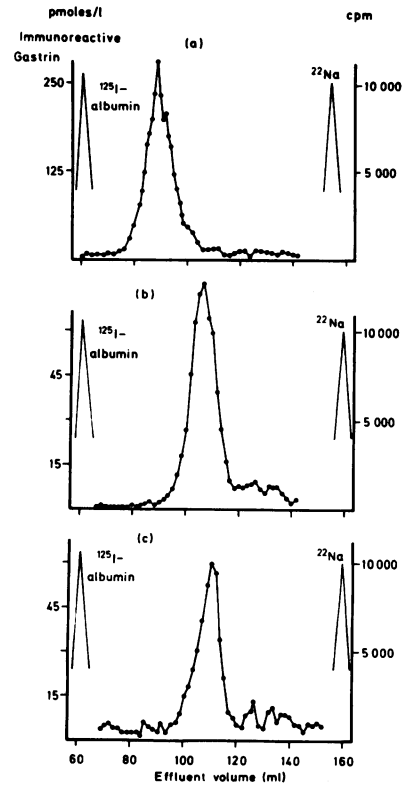 pmoles/l
cpm
Immunoreactive
Gastrin
(a)
250
125
¹²⁵I-
albumin
²²Na
10 000
5 000
(b)
45
15
¹²⁵I-
albumin
²²Na
10 000
5 000
(c)
45
15
¹²⁵I-
albumin
²²Na
10 000
5 000
60 80 100 120 140 160
Effluent volume (ml)